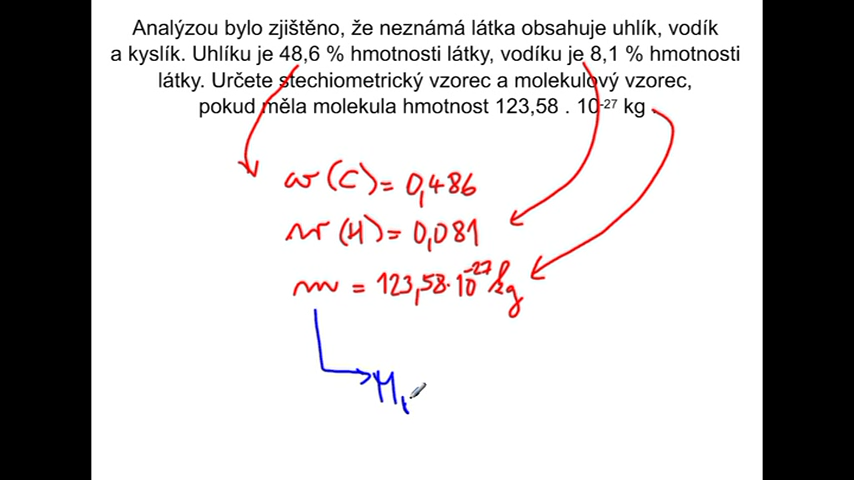 Analýzou bylo zjištěno, že neznámá látka obsahuje uhlík, vodík
a kyslík. Uhlíku je 48,6 % hmotnosti látky, vodíku je 8,1 % hmotnosti
látky. Určete stechiometrický vzorec a molekulový vzorec,
pokud měla molekula hmotnost 123,58 . 10-27 kg .
w (C) = 0,486
w (H) = 0,081
m = 123,58 · 10-27 kg
Mr